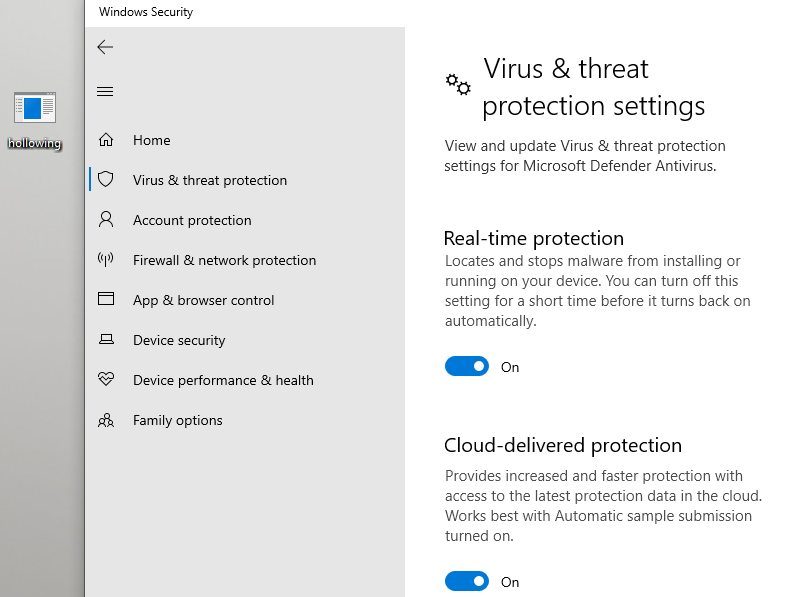 Windows Security
hollowing
Home
Virus & threat protection
Account protection
Firewall & network protection
App & browser control
Device security
Device performance & health
Family options
Virus & threat
protection settings
View and update Virus & threat protection
settings for Microsoft Defender Antivirus.
Real-time protection
Locates and stops malware from installing or
running on your device. You can turn off this
setting for a short time before it turns back on
automatically.
On
Cloud-delivered protection
Provides increased and faster protection with
access to the latest protection data in the cloud.
Works best with Automatic sample submission
turned on.
On